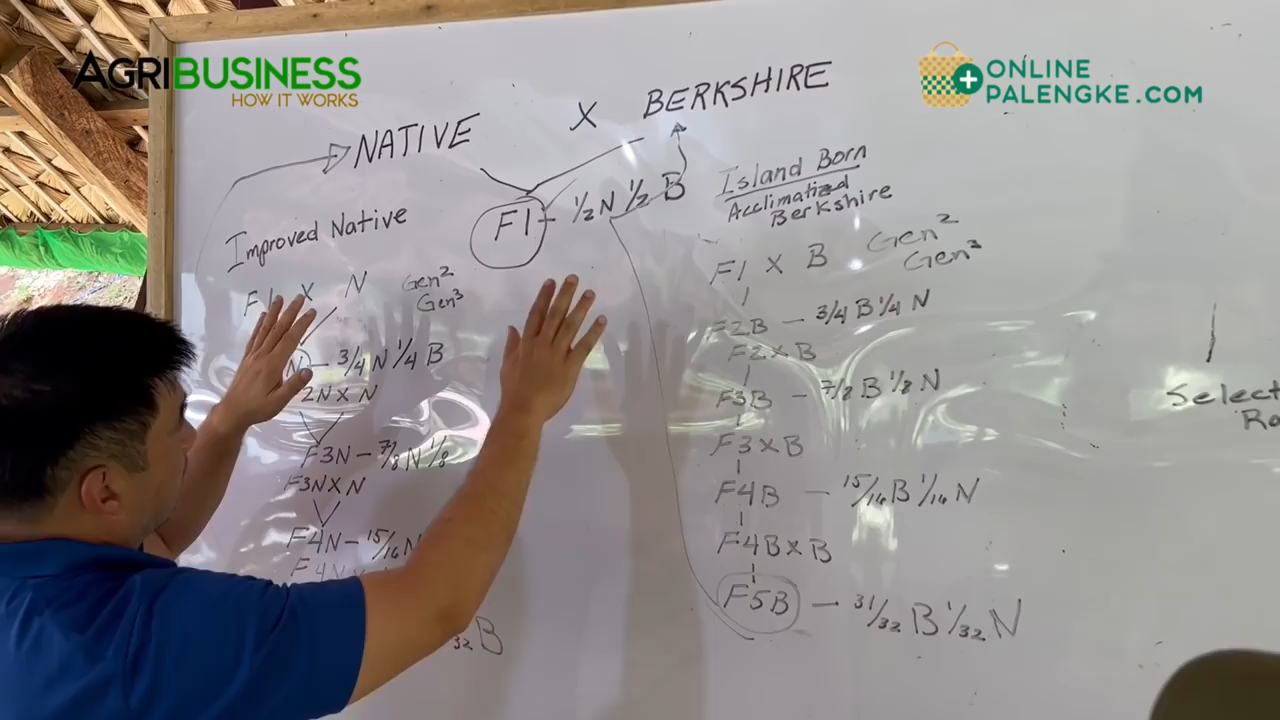 AGRIBUSINESS
HOW IT WORKS
ONLINE
PALENGKE.COM
NATIVE X BERKSHIRE
F1 - 1/2 N 1/2 B
Improved Native
F1 X N Gen2
Gen3
N - 3/4 N 1/4 B
2N X N
F3N - 7/8 N 1/8
F3N X N
F4N - 15/16 N
F4N X
32 B
Island Born
Acclimatized
Berkshire
F1 X B Gen2
Gen3
F2B - 3/4 B 1/4 N
F2 X B
F3B - 7/8 B 1/8 N
F3 X B
F4B - 15/16 B 1/16 N
F4B X B
F5B - 31/32 B 1/32 N
Select
Ro